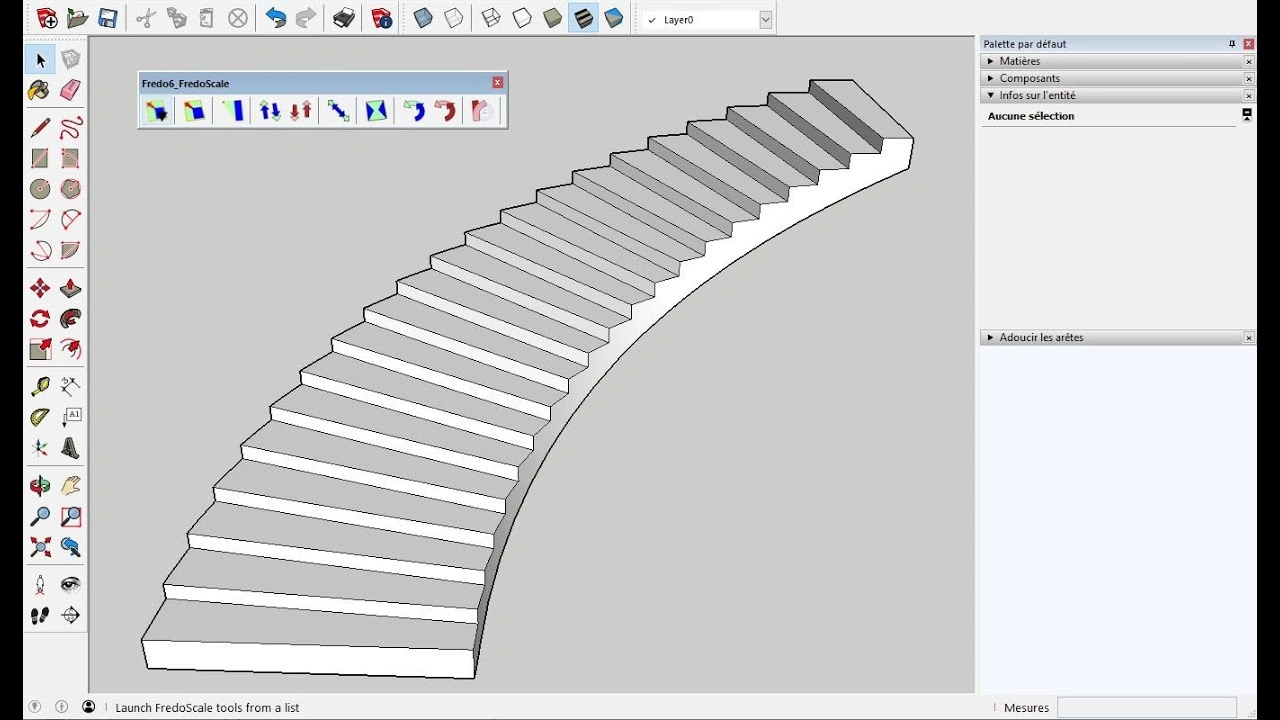 Layer0
Palette par défaut
Matières
Composants
Infos sur l'entité
Aucune sélection
Fredo6_FredoScale
Adoucir les arêtes
A1
Launch FredoScale tools from a list
Mesures